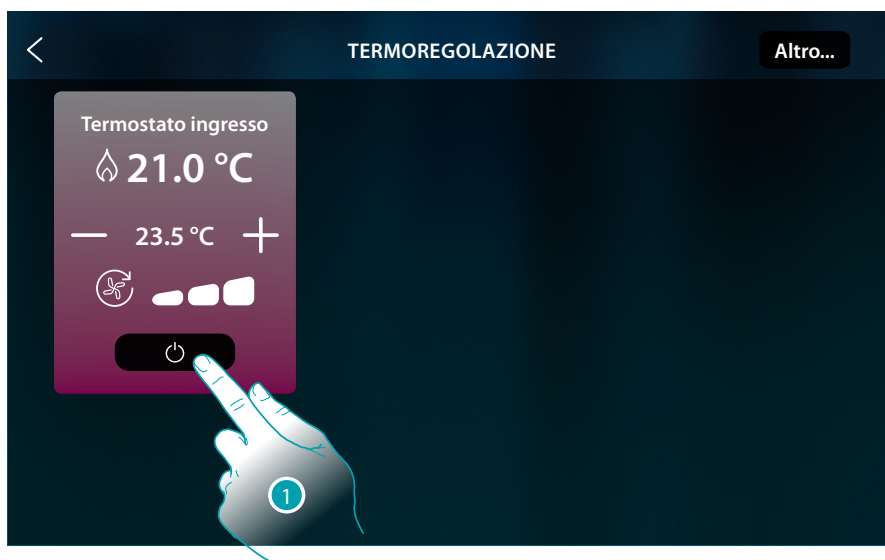 TERMOREGOLAZIONE
Altro...
Termostato ingresso
21.0 °C
23.5 °C
1